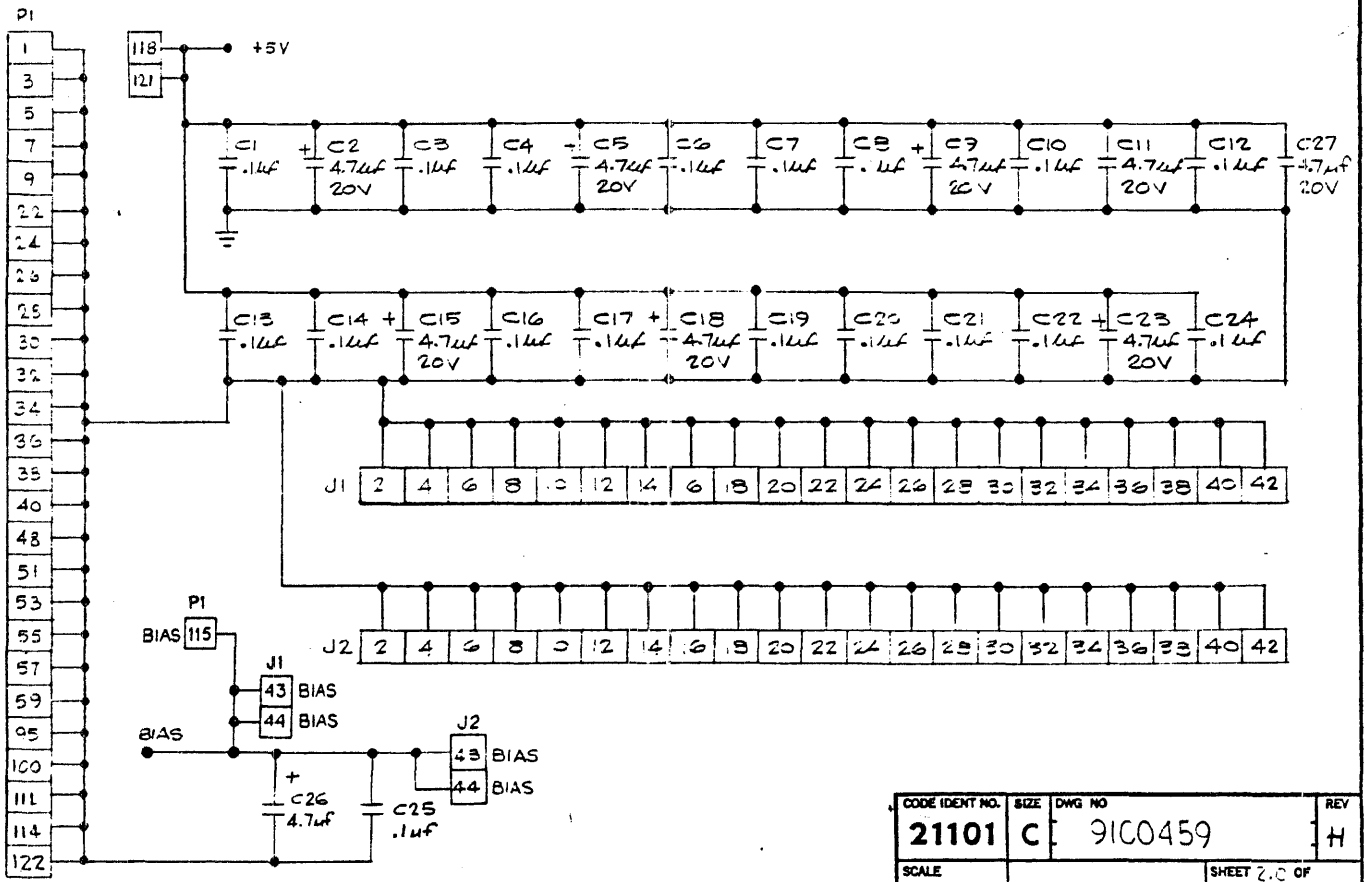 P1
1
3
5
7
9
22
24
26
28
30
32
34
36
38
40
48
51
53
55
57
59
95
100
111
114
122
118 +5V
121
C1 .1uf
+ C2 4.7uf 20V
C3 .1uf
C4 .1uf
C5 4.7uf 20V
C6 .1uf
C7 .1uf
C8 .1uf
+ C9 4.7uf 20V
C10 .1uf
C11 4.7uf 20V
C12 .1uf
C27 4.7uf 20V
C13 .1uf
C14 .1uf
+ C15 4.7uf 20V
C16 .1uf
C17 .1uf
+ C18 4.7uf 20V
C19 .1uf
C20 .1uf
C21 .1uf
C22 .1uf
+ C23 4.7uf 20V
C24 .1uf
J1 2 4 6 8 10 12 14 6 18 20 22 24 26 28 30 32 34 36 38 40 42
J2 2 4 6 8 0 12 14 16 18 20 22 24 26 28 30 32 34 36 38 40 42
P1
BIAS 115
J1
43 BIAS
44 BIAS
BIAS
J2
43 BIAS
44 BIAS
+ C26 4.7uf
C25 .1uf
CODE IDENT NO. SIZE DWG NO REV
21101 C 91C0459 H
SCALE SHEET 2.0 OF